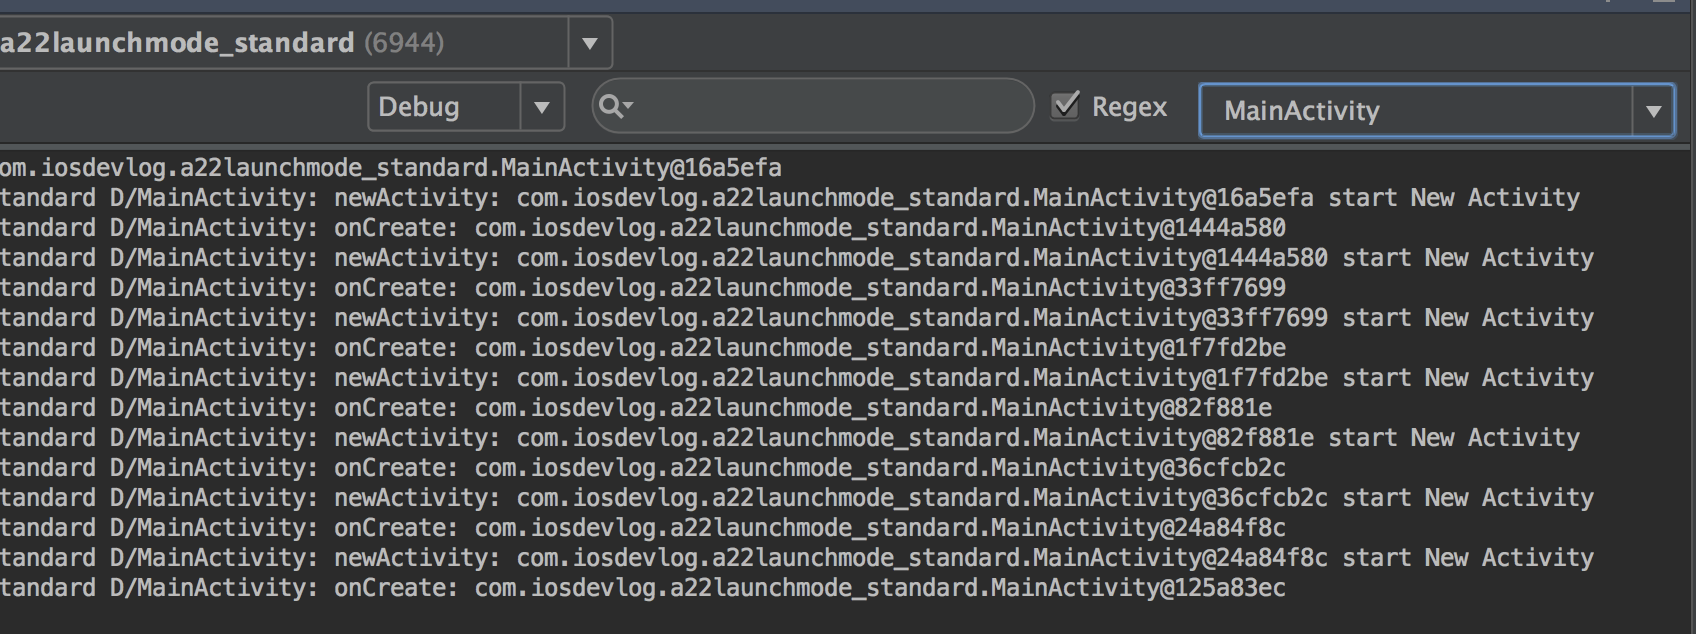 a22launchmode_standard (6944)
Debug Regex MainActivity
om.iosdevlog.a22launchmode_standard.MainActivity@16a5efa
tandard D/MainActivity: newActivity: com.iosdevlog.a22launchmode_standard.MainActivity@16a5efa start New Activity
tandard D/MainActivity: onCreate: com.iosdevlog.a22launchmode_standard.MainActivity@1444a580
tandard D/MainActivity: newActivity: com.iosdevlog.a22launchmode_standard.MainActivity@1444a580 start New Activity
tandard D/MainActivity: onCreate: com.iosdevlog.a22launchmode_standard.MainActivity@33ff7699
tandard D/MainActivity: newActivity: com.iosdevlog.a22launchmode_standard.MainActivity@33ff7699 start New Activity
tandard D/MainActivity: onCreate: com.iosdevlog.a22launchmode_standard.MainActivity@1f7fd2be
tandard D/MainActivity: newActivity: com.iosdevlog.a22launchmode_standard.MainActivity@1f7fd2be start New Activity
tandard D/MainActivity: onCreate: com.iosdevlog.a22launchmode_standard.MainActivity@82f881e
tandard D/MainActivity: newActivity: com.iosdevlog.a22launchmode_standard.MainActivity@82f881e start New Activity
tandard D/MainActivity: onCreate: com.iosdevlog.a22launchmode_standard.MainActivity@36cfcb2c
tandard D/MainActivity: newActivity: com.iosdevlog.a22launchmode_standard.MainActivity@36cfcb2c start New Activity
tandard D/MainActivity: onCreate: com.iosdevlog.a22launchmode_standard.MainActivity@24a84f8c
tandard D/MainActivity: newActivity: com.iosdevlog.a22launchmode_standard.MainActivity@24a84f8c start New Activity
tandard D/MainActivity: onCreate: com.iosdevlog.a22launchmode_standard.MainActivity@125a83ec